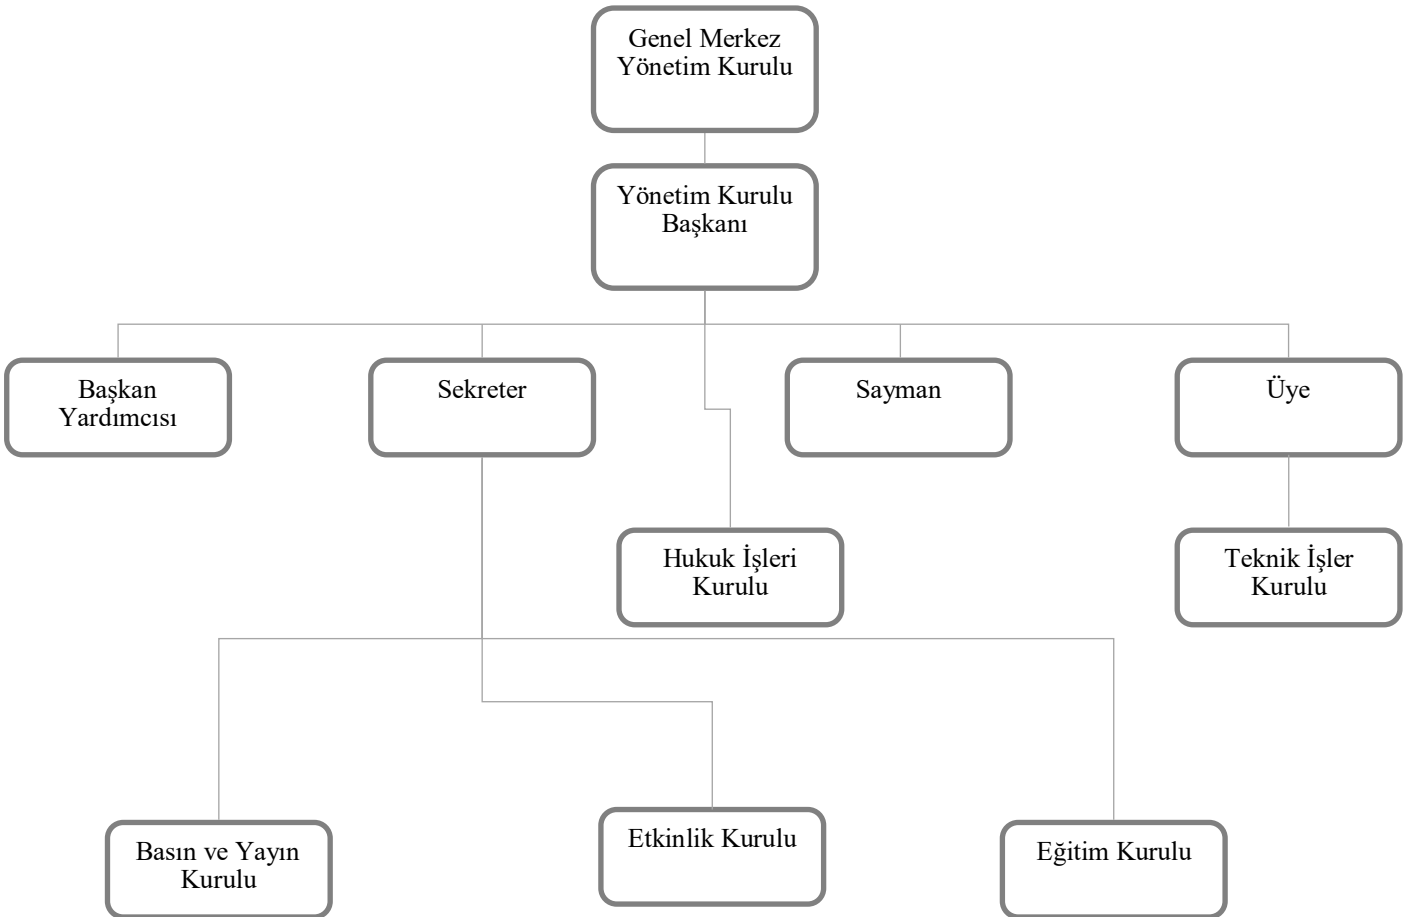 Genel Merkez
Yönetim Kurulu
Yönetim Kurulu
Başkanı
Başkan
Yardımcısı
Sekreter
Sayman
Üye
Hukuk İşleri
Kurulu
Teknik İşler
Kurulu
Basın ve Yayın
Kurulu
Etkinlik Kurulu
Eğitim Kurulu